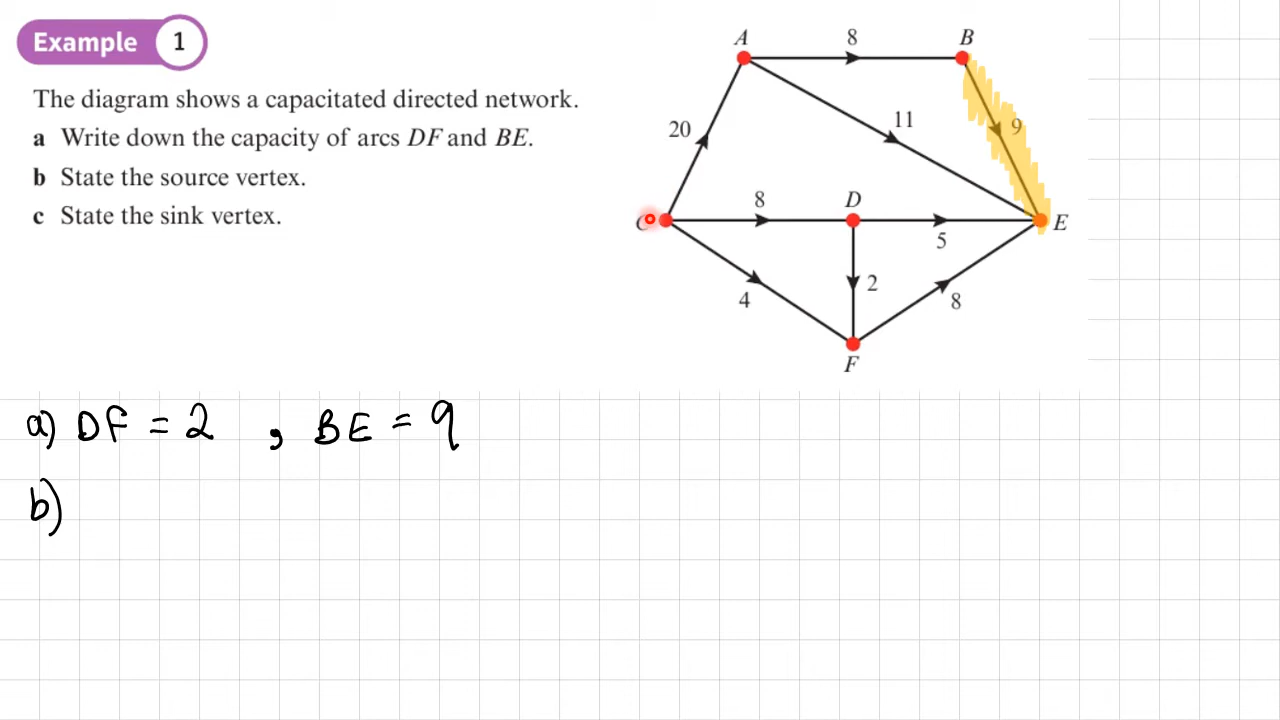 Example 1
The diagram shows a capacitated directed network.
a Write down the capacity of arcs DF and BE.
b State the source vertex.
c State the sink vertex.
A
8
B
20
11
9
C
8
D
5
E
4
2
8
F
a) DF = 2 , BE = 9
b)